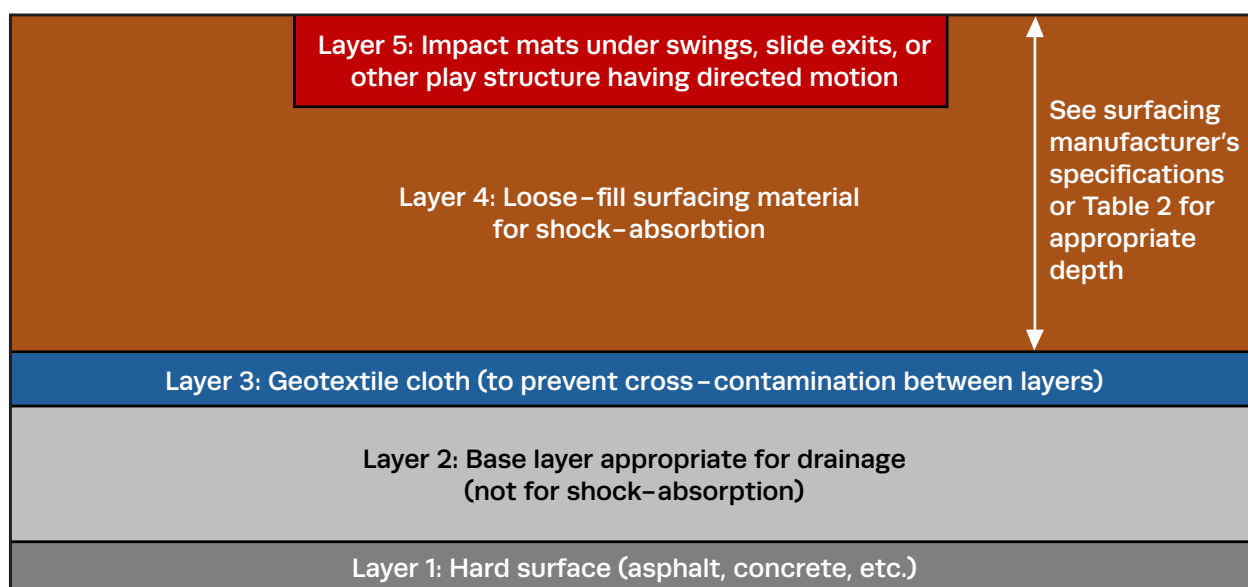 Layer 5: Impact mats under swings, slide exits, or
other play structure having directed motion
See surfacing
manufacturer’s
specifications
or Table 2 for
appropriate
depth
Layer 4: Loose-fill surfacing material
for shock-absorbtion
Layer 3: Geotextile cloth (to prevent cross-contamination between layers)
Layer 2: Base layer appropriate for drainage
(not for shock-absorption)
Layer 1: Hard surface (asphalt, concrete, etc.)